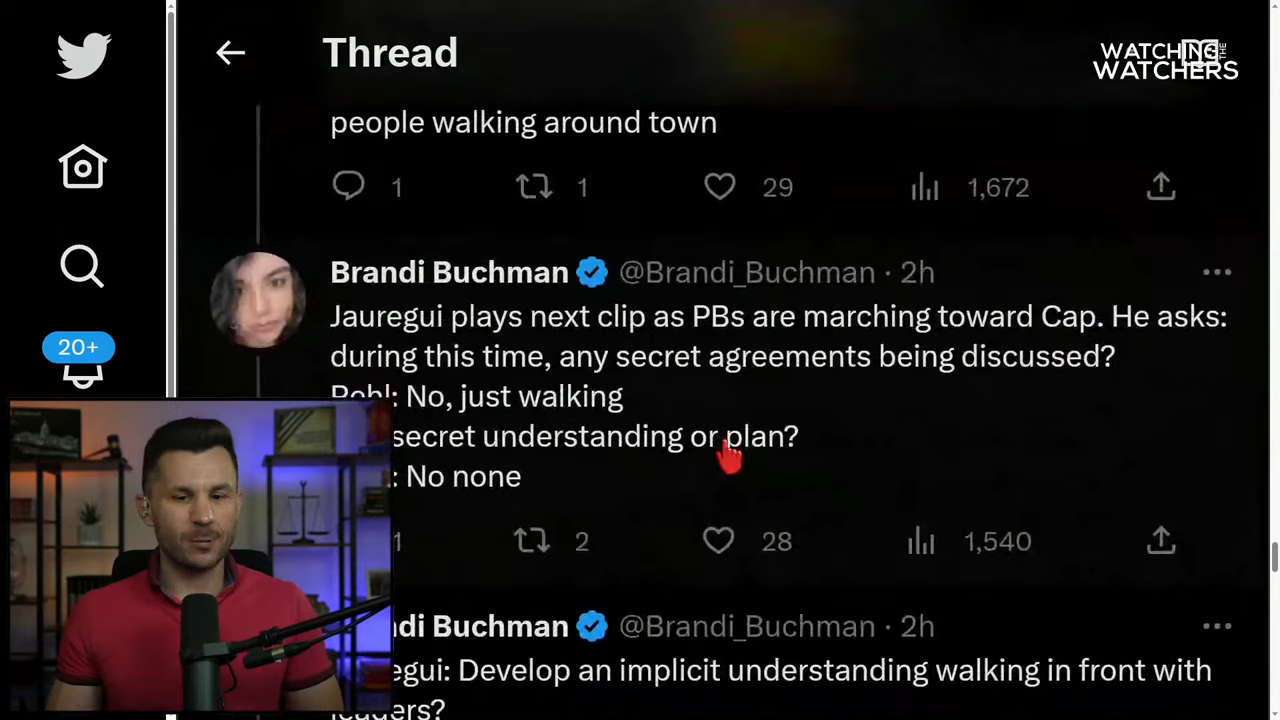 Thread
WATCHING
THE
WATCHERS
people walking around town
1 1 29 1,672
Brandi Buchman @Brandi_Buchman · 2h
Jauregui plays next clip as PBs are marching toward Cap. He asks:
during this time, any secret agreements being discussed?
20+
: No, just walking
secret understanding or plan?
: No none
1 2 28 1,540
di Buchman @Brandi_Buchman · 2h
egui: Develop an implicit understanding walking in front with
leaders?